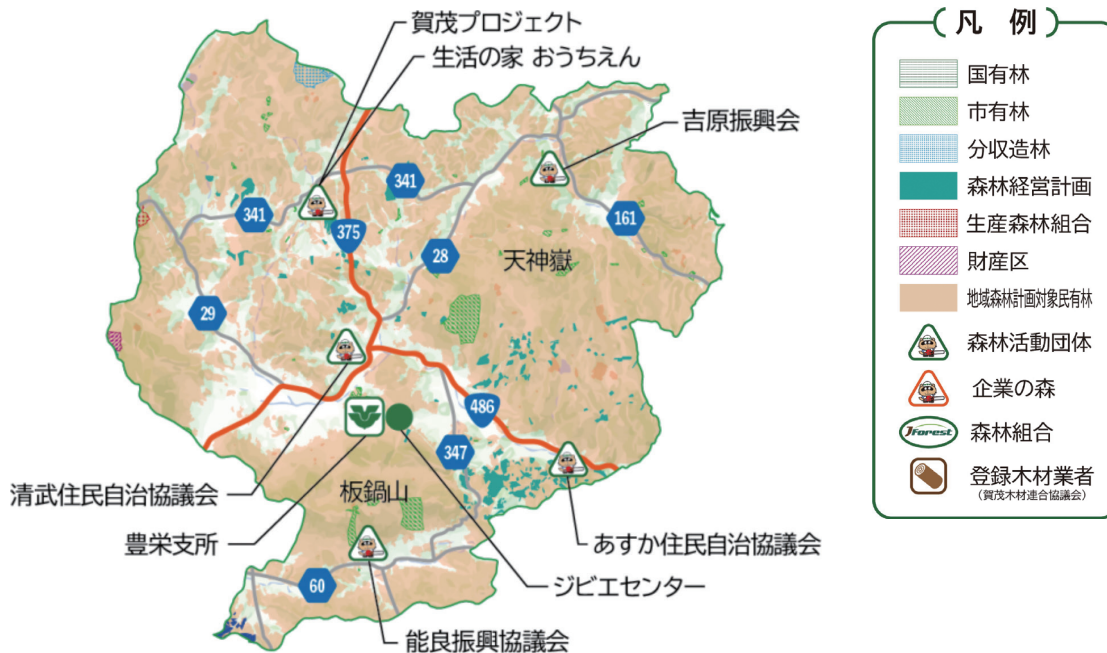 賀茂プロジェクト
生活の家 おうちえん
吉原振興会
341
341
375
28
161
天神嶽
29
486
347
清武住民自治協議会
板鍋山
豊栄支所
あすか住民自治協議会
ジビエセンター
60
能良振興協議会
凡 例
国有林
市有林
分収造林
森林経営計画
生産森林組合
財産区
地域森林計画対象民有林
森林活動団体
企業の森
JForest
森林組合
登録木材業者
(賀茂木材連合協議会)